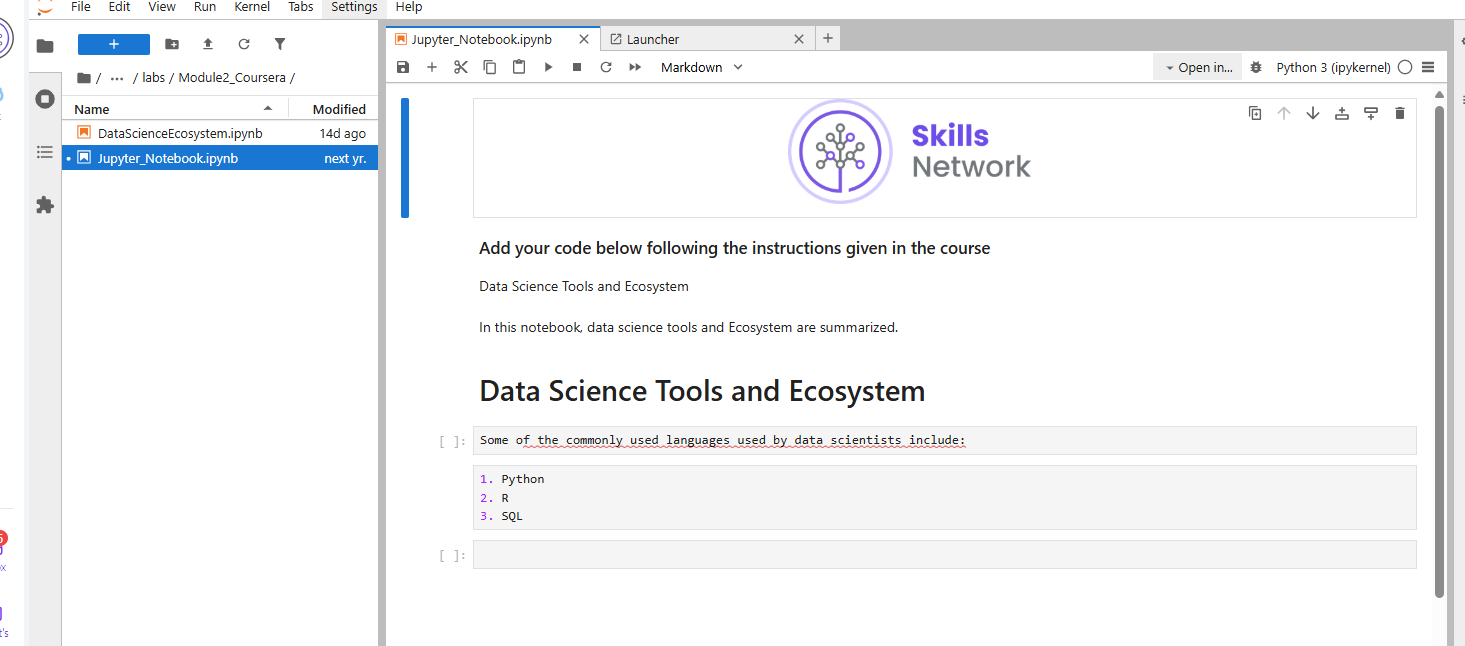 File Edit View Run Kernel Tabs Settings Help
Jupyter_Notebook.ipynb Launcher
Markdown Open in... Python 3 (ipykernel)
/ ... / labs / Module2_Coursera /
Name Modified
DataScienceEcosystem.ipynb 14d ago
Jupyter_Notebook.ipynb next yr.
Skills
Network
Add your code below following the instructions given in the course
Data Science Tools and Ecosystem
In this notebook, data science tools and Ecosystem are summarized.
Data Science Tools and Ecosystem
[ ]: Some of the commonly used languages used by data scientists include:
1. Python
2. R
3. SQL
[ ]: